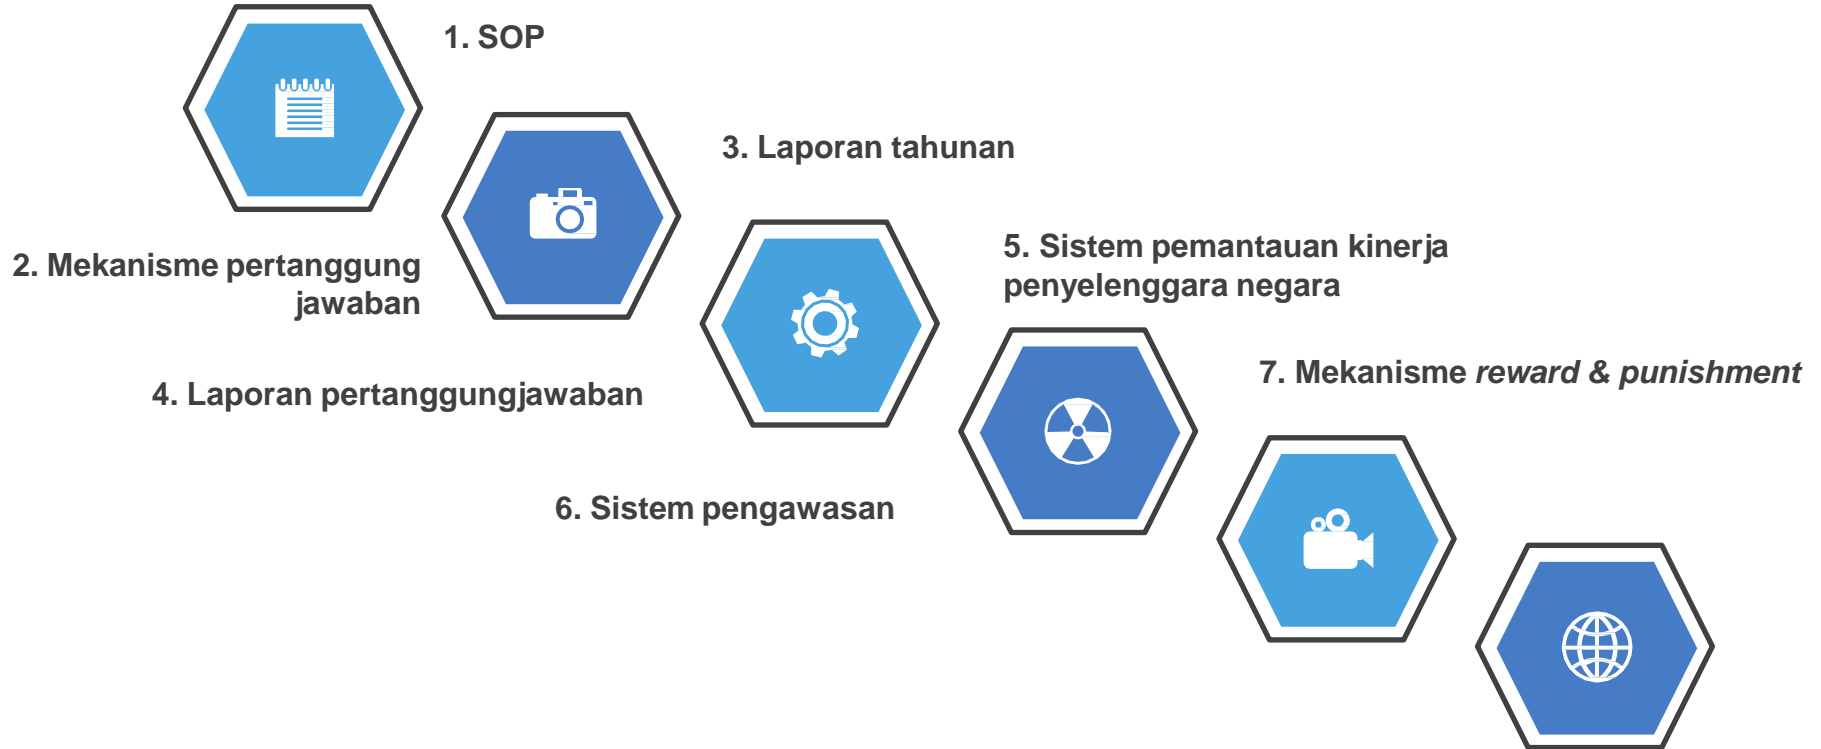 1. SOP
2. Mekanisme pertanggung
jawaban
3. Laporan tahunan
4. Laporan pertanggungjawaban
5. Sistem pemantauan kinerja
penyelenggara negara
6. Sistem pengawasan
7. Mekanisme reward & punishment